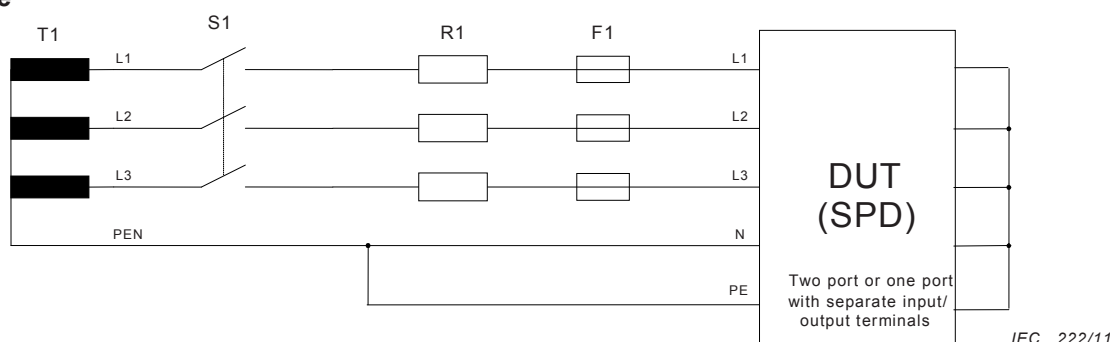 T1 S1 R1 F1
L1 L1
L2 L2
L3 L3
PEN N
PE
DUT
(SPD)
Two port or one port
with separate input/
output terminals
IEC 222/11